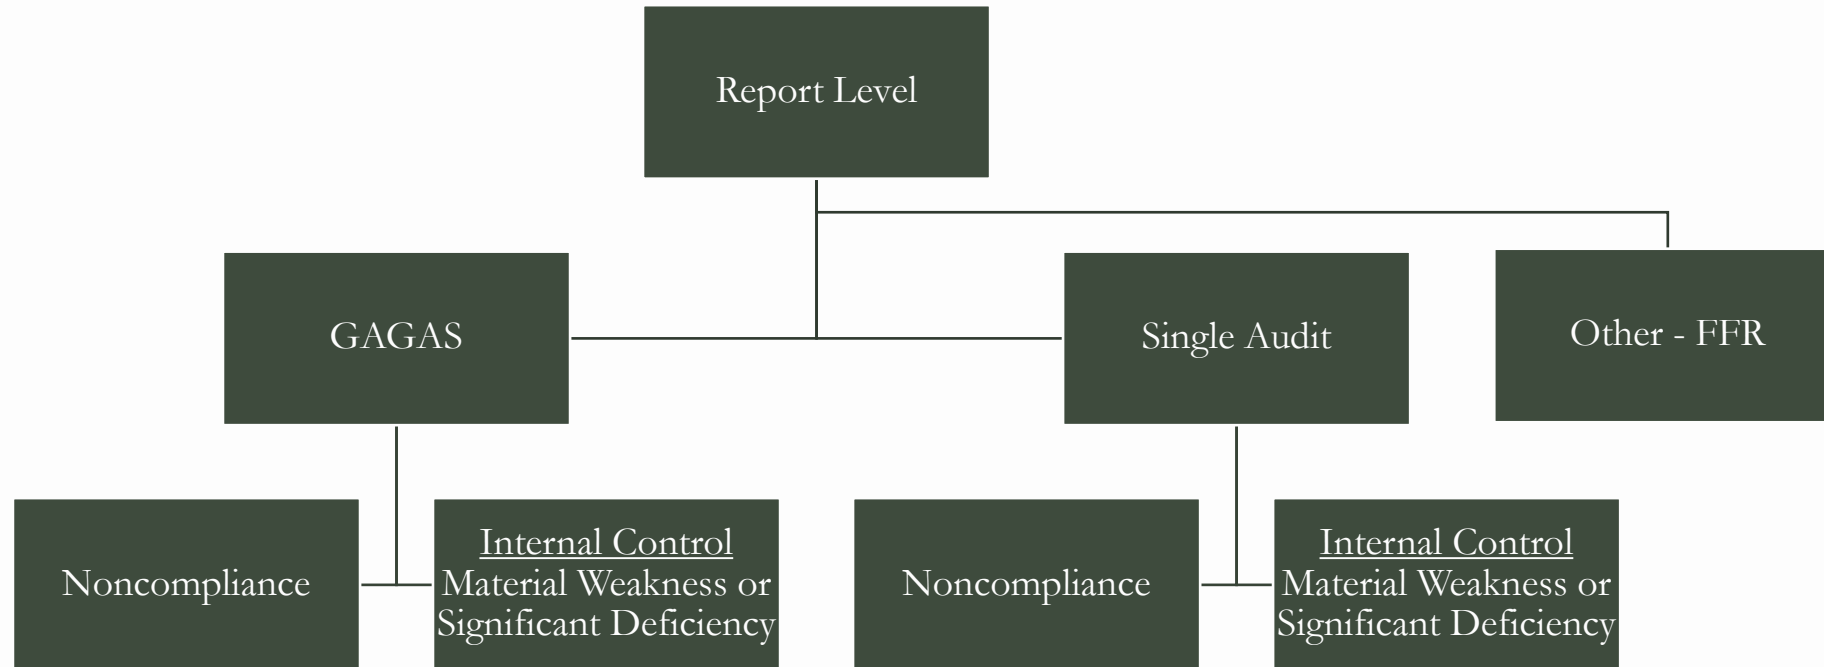 Report Level
GAGAS
Single Audit
Other - FFR
Noncompliance
Internal Control
Material Weakness or
Significant Deficiency
Noncompliance
Internal Control
Material Weakness or
Significant Deficiency